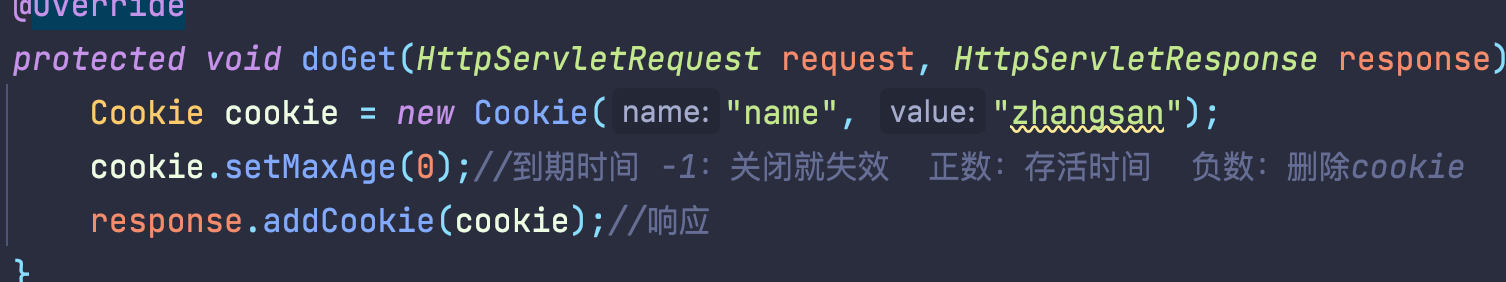 @Override
protected void doGet(HttpServletRequest request, HttpServletResponse response)
Cookie cookie = new Cookie( name: "name", value: "zhangsan");
cookie.setMaxAge(0);//到期时间 -1：关闭就失效  正数：存活时间  负数：删除cookie
response.addCookie(cookie);//响应
}